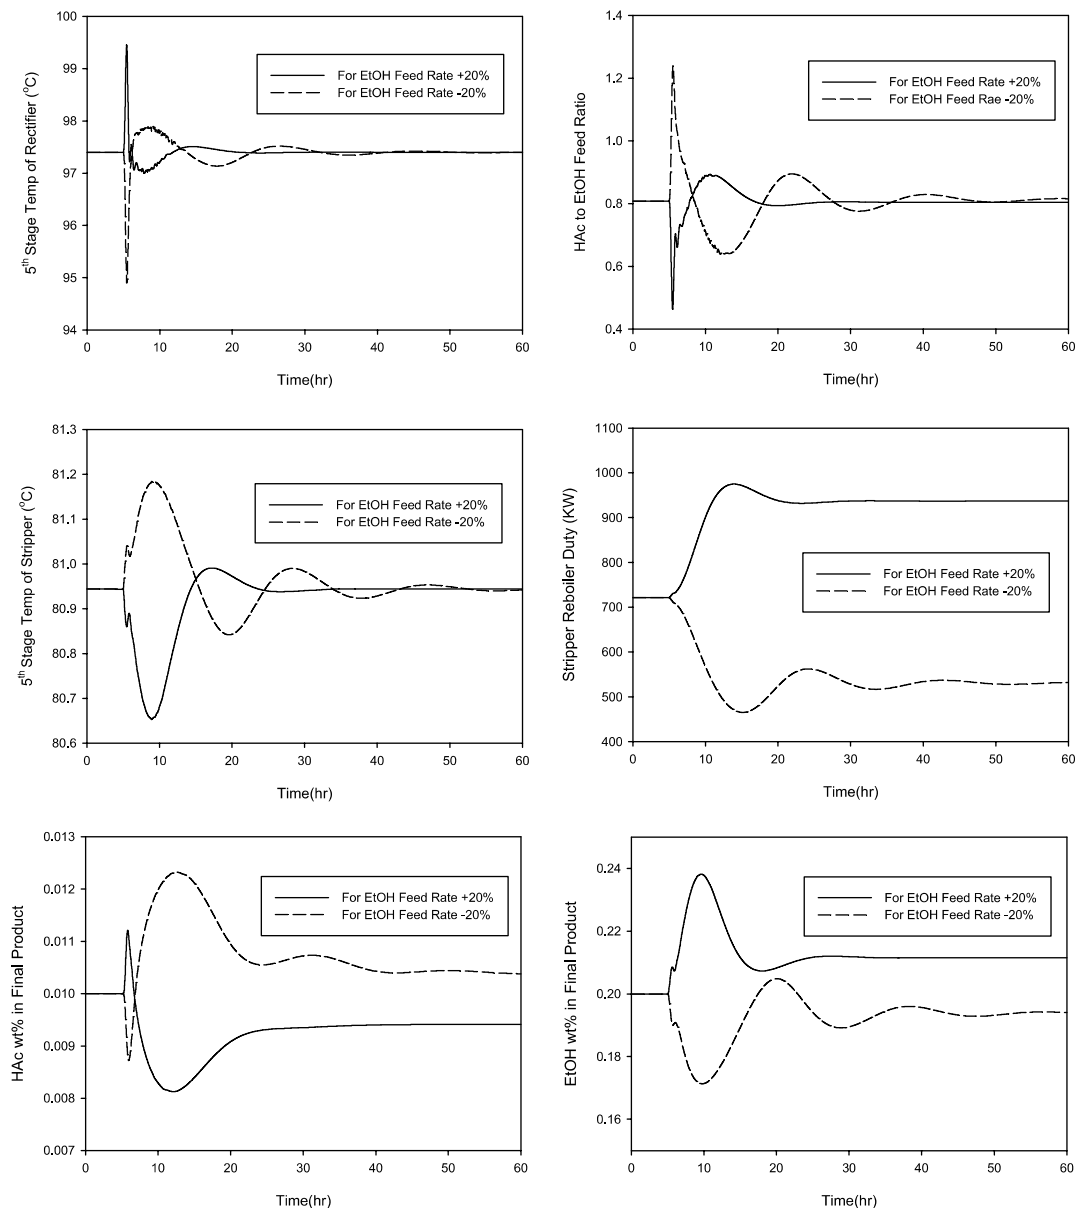 5th Stage Temp of Rectifier (oC)
100
99
98
97
96
95
94
For EtOH Feed Rate +20%
For EtOH Feed Rate -20%
0 10 20 30 40 50 60
Time(hr)
HAc to EtOH Feed Ratio
1.4
1.2
1.0
0.8
0.6
0.4
For EtOH Feed Rate +20%
For EtOH Feed Rae -20%
0 10 20 30 40 50 60
Time(hr)
5th Stage Temp of Stripper (oC)
81.3
81.2
81.1
81.0
80.9
80.8
80.7
80.6
For EtOH Feed Rate +20%
For EtOH Feed Rate -20%
0 10 20 30 40 50 60
Time(hr)
Stripper Reboiler Duty (KW)
1100
1000
900
800
700
600
500
400
For EtOH Feed Rate +20%
For EtOH Feed Rate -20%
0 10 20 30 40 50 60
Time(hr)
HAc wt% in Final Product
0.013
0.012
0.011
0.010
0.009
0.008
0.007
For EtOH Feed Rate +20%
For EtOH Feed Rate -20%
0 10 20 30 40 50 60
Time(hr)
EtOH wt% in Final Product
0.24
0.22
0.20
0.18
0.16
For EtOH Feed Rate +20%
For EtOH Feed Rate -20%
0 10 20 30 40 50 60
Time(hr)